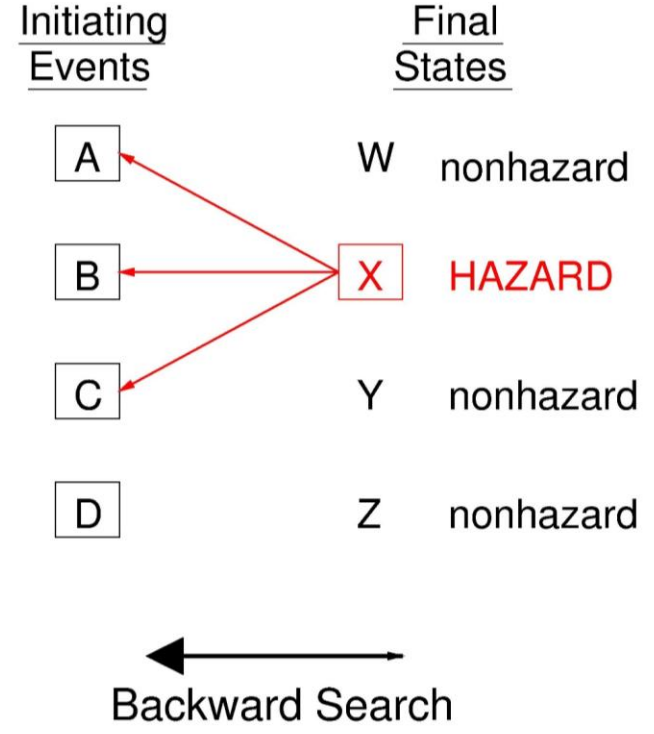 Initiating Final
Events States
A W nonhazard
B X HAZARD
C Y nonhazard
D Z nonhazard
Backward Search